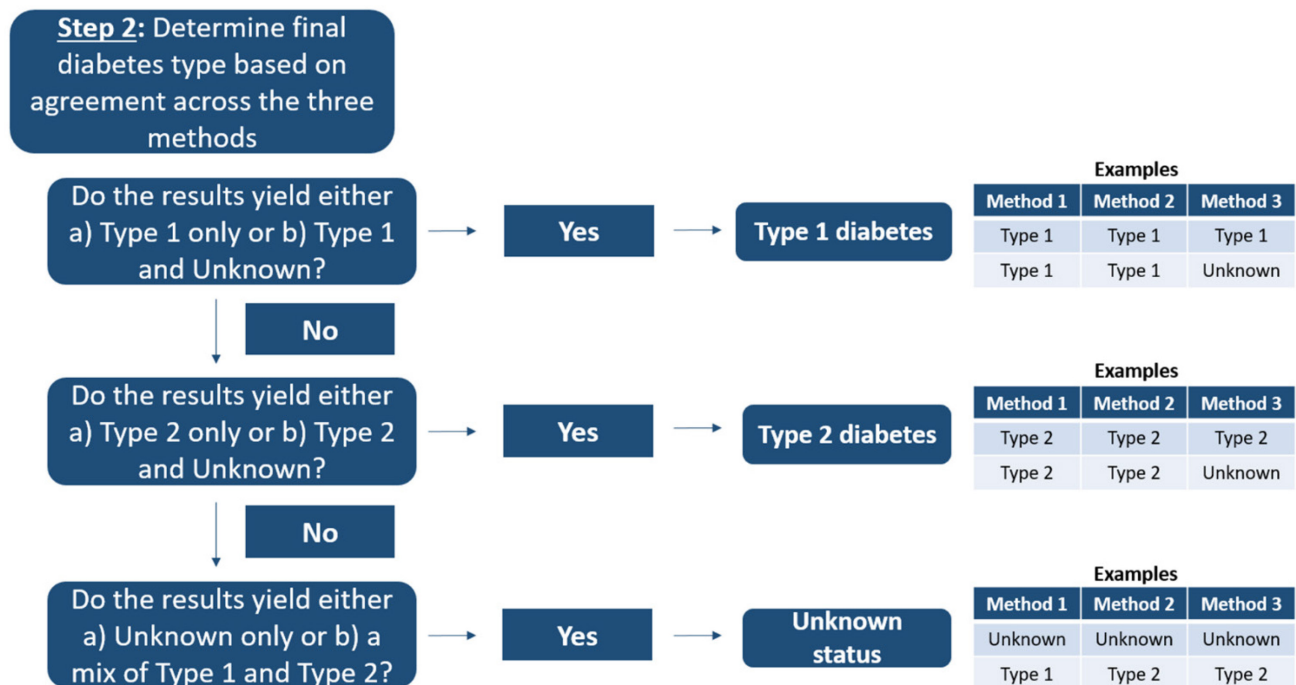 Step 2: Determine final
diabetes type based on
agreement across the three
methods
Do the results yield either
a) Type 1 only or b) Type 1
and Unknown?
Yes
Type 1 diabetes
Examples
Method 1 Method 2 Method 3
Type 1 Type 1 Type 1
Type 1 Type 1 Unknown
No
Do the results yield either
a) Type 2 only or b) Type 2
and Unknown?
Yes
Type 2 diabetes
Examples
Method 1 Method 2 Method 3
Type 2 Type 2 Type 2
Type 2 Type 2 Unknown
No
Do the results yield either
a) Unknown only or b) a
mix of Type 1 and Type 2?
Yes
Unknown
status
Examples
Method 1 Method 2 Method 3
Unknown Unknown Unknown
Type 1 Type 2 Type 2